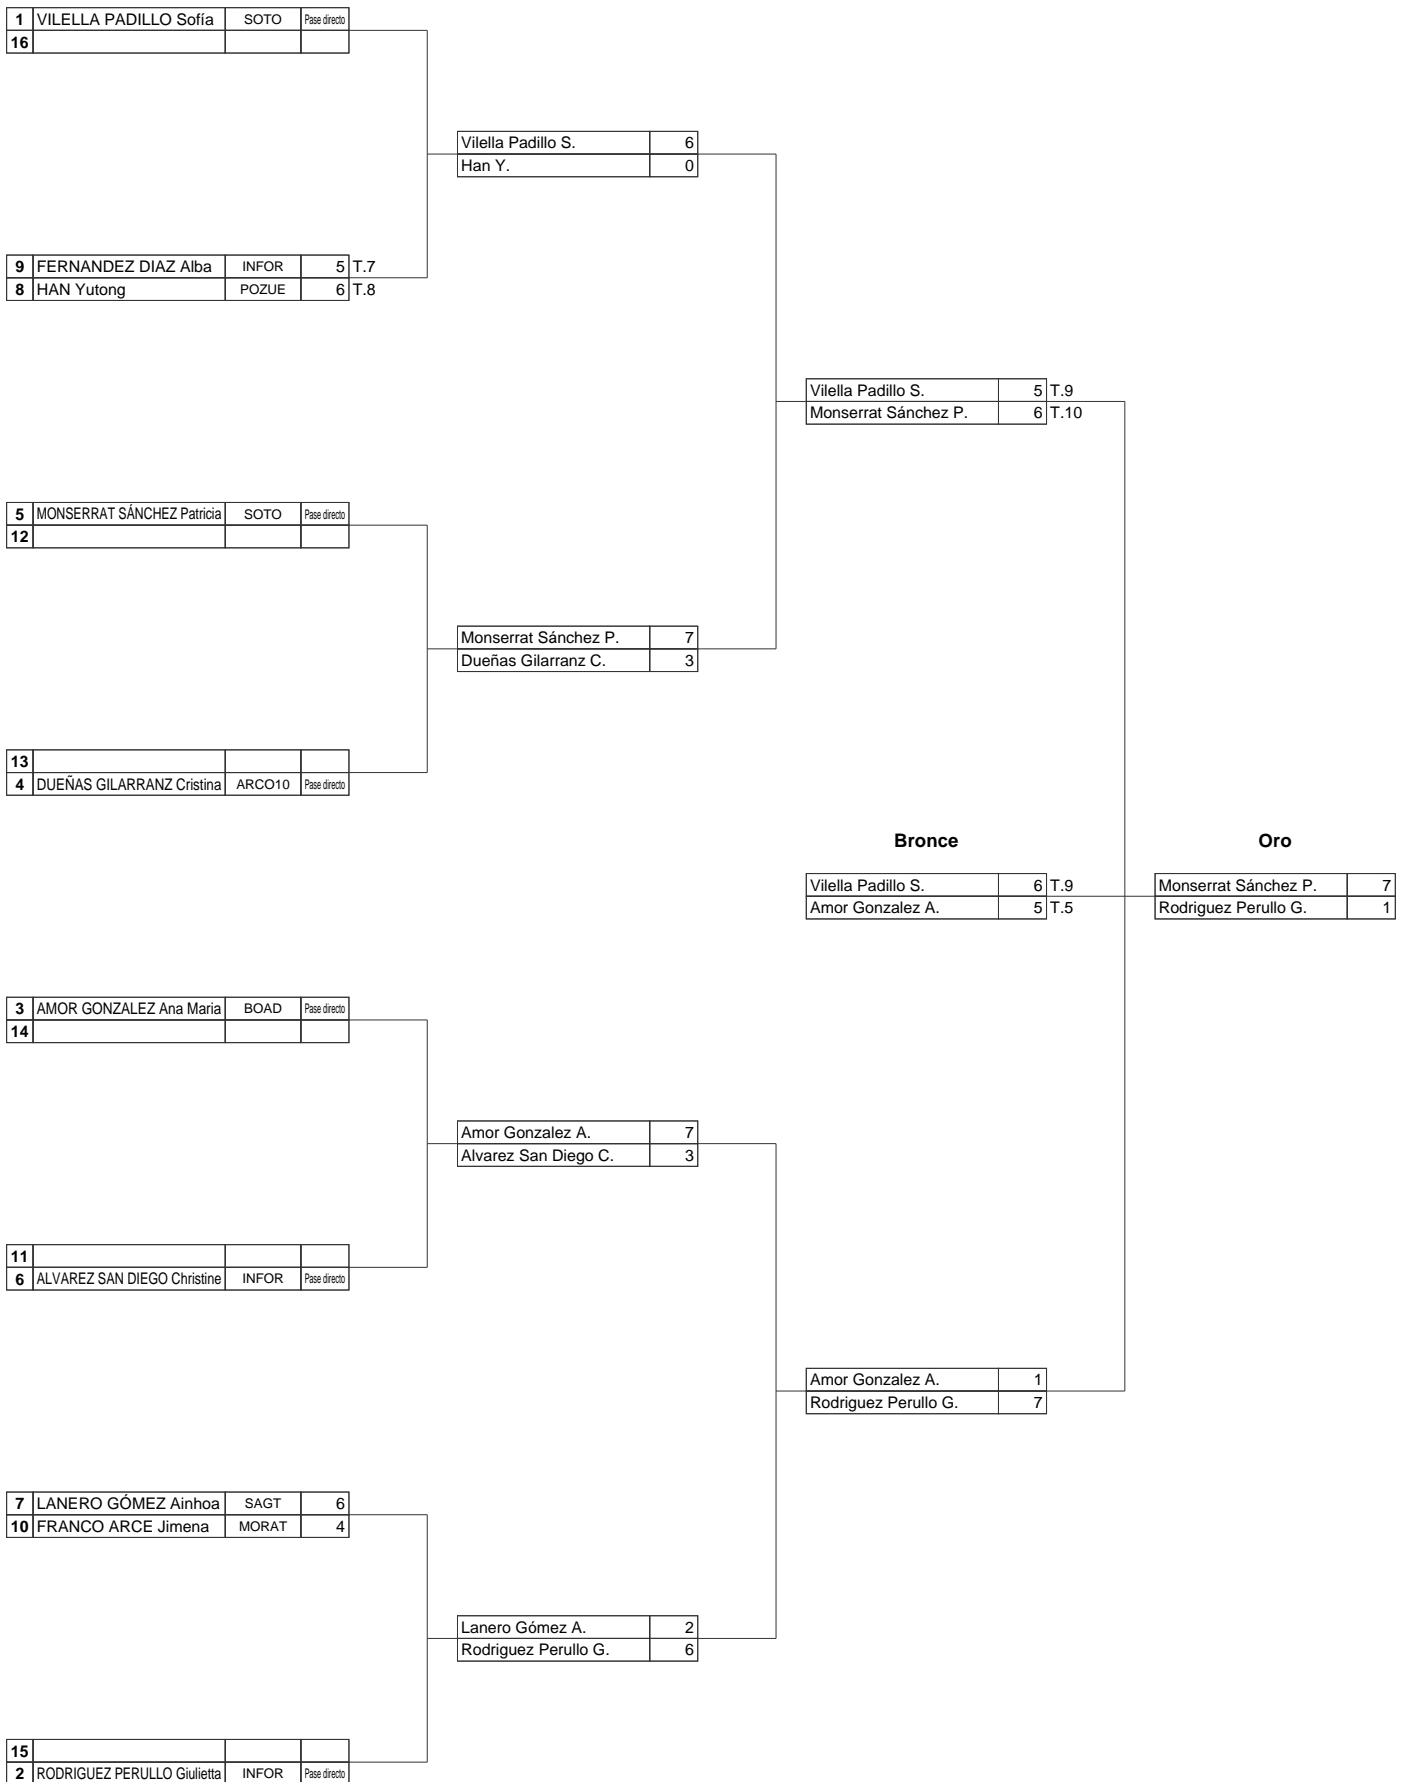 1 VILELLA PADILLO Sofía SOTO Pase directo
16
Vilella Padillo S. 6
Han Y. 0
9 FERNANDEZ DIAZ Alba INFOR 5 T.7
8 HAN Yutong POZUE 6 T.8
Vilella Padillo S. 5 T.9
Monserrat Sánchez P. 6 T.10
5 MONSERRAT SÁNCHEZ Patricia SOTO Pase directo
12
Monserrat Sánchez P. 7
Dueñas Gilarranz C. 3
13
4 DUEÑAS GILARRANZ Cristina ARCO10 Pase directo
Bronce Oro
Vilella Padillo S. 6 T.9 Monserrat Sánchez P. 7
Amor Gonzalez A. 5 T.5 Rodriguez Perullo G. 1
3 AMOR GONZALEZ Ana Maria BOAD Pase directo
14
Amor Gonzalez A. 7
Alvarez San Diego C. 3
11
6 ALVAREZ SAN DIEGO Christine INFOR Pase directo
Amor Gonzalez A. 1
Rodriguez Perullo G. 7
7 LANERO GÓMEZ Ainhoa SAGT 6
10 FRANCO ARCE Jimena MORAT 4
Lanero Gómez A. 2
Rodriguez Perullo G. 6
15
2 RODRIGUEZ PERULLO Giulietta INFOR Pase directo